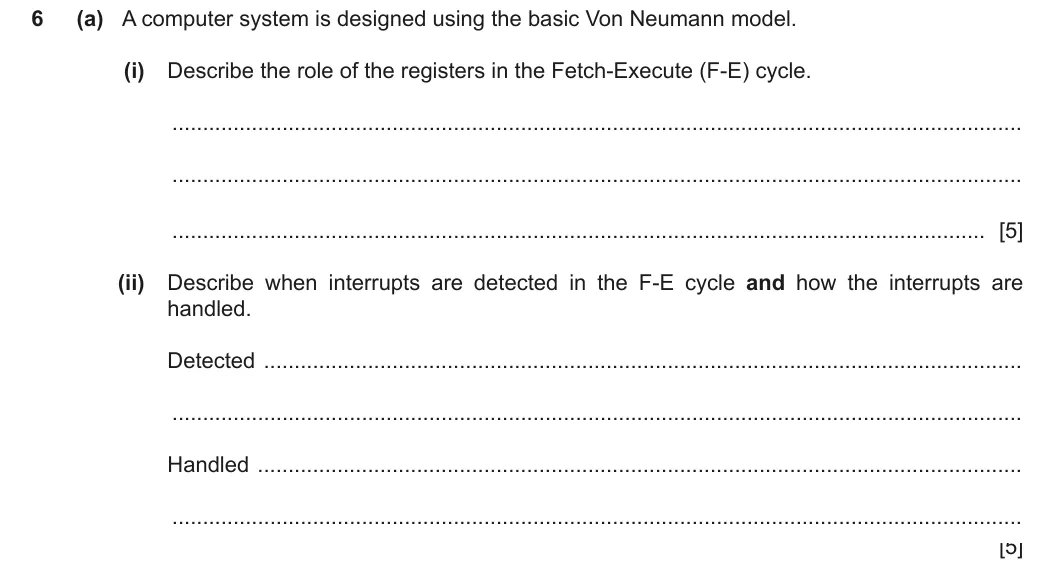 6 (a) A computer system is designed using the basic Von Neumann model.
(i) Describe the role of the registers in the Fetch-Execute (F-E) cycle.
[5]
(ii) Describe when interrupts are detected in the F-E cycle and how the interrupts are
handled.
Detected
Handled
[5]